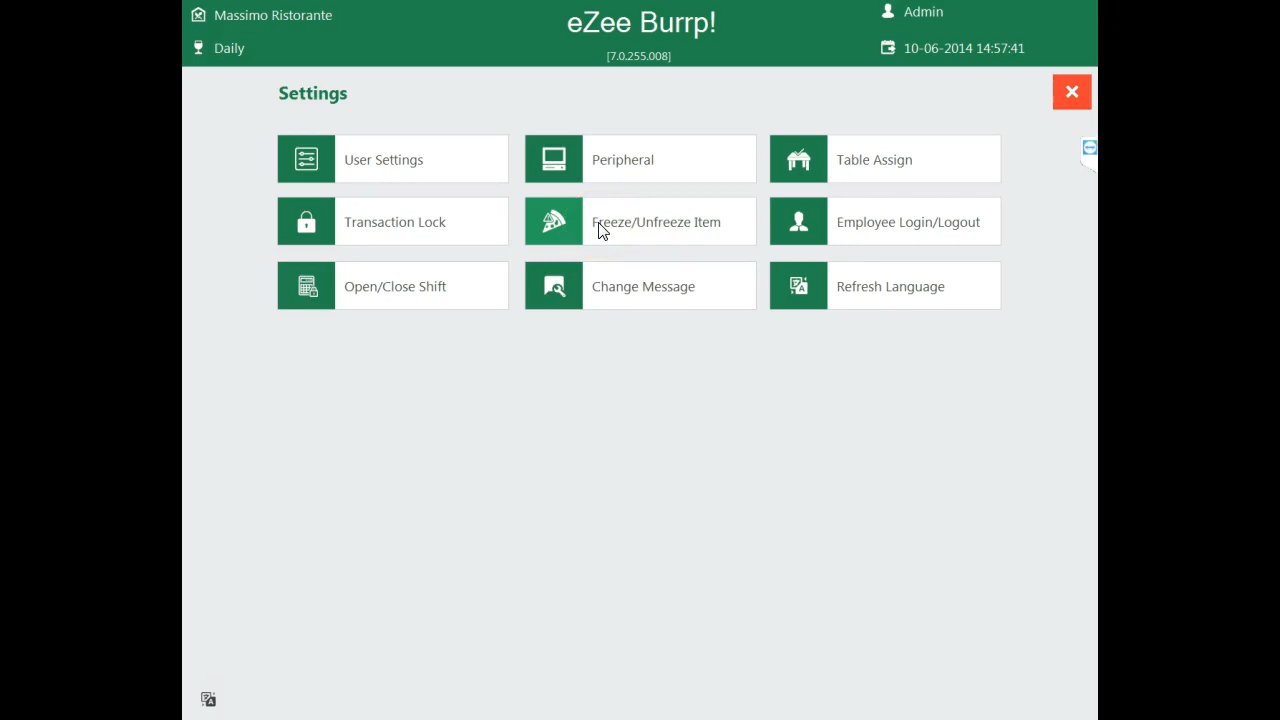 Massimo Ristorante
eZee Burrp!
Admin
Daily
[7.0.255.008]
10-06-2014 14:57:41
Settings
User Settings
Peripheral
Table Assign
Transaction Lock
Freeze/Unfreeze Item
Employee Login/Logout
Open/Close Shift
Change Message
Refresh Language